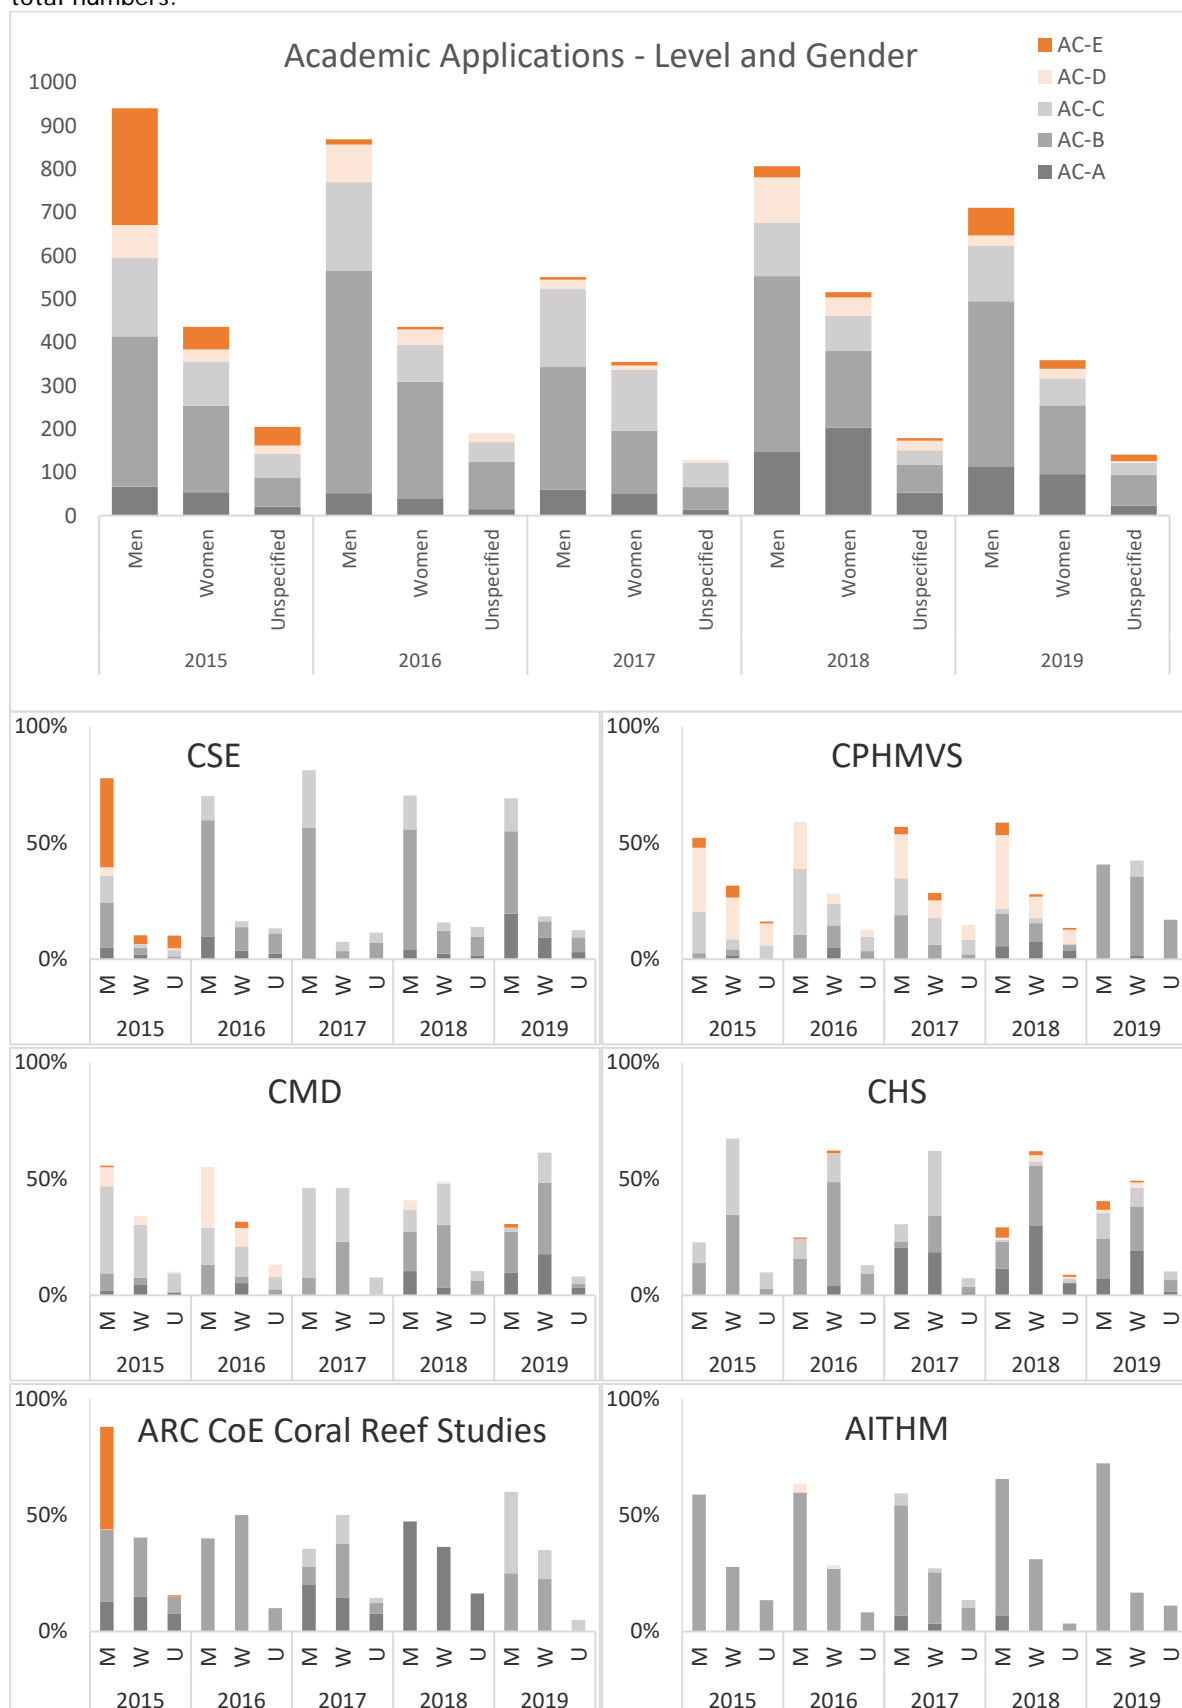 total numbers.
Academic Applications - Level and Gender
AC-E
AC-D
AC-C
AC-B
AC-A
1000
900
800
700
600
500
400
300
200
100
0
Men Women Unspecified Men Women Unspecified Men Women Unspecified Men Women Unspecified Men Women Unspecified
2015 2016 2017 2018 2019
CSE
100%
50%
0%
M W U M W U M W U M W U M W U
2015 2016 2017 2018 2019
CPHMVS
100%
50%
0%
M W U M W U M W U M W U M W U
2015 2016 2017 2018 2019
CMD
100%
50%
0%
M W U M W U M W U M W U M W U
2015 2016 2017 2018 2019
CHS
100%
50%
0%
M W U M W U M W U M W U M W U
2015 2016 2017 2018 2019
ARC CoE Coral Reef Studies
100%
50%
0%
M W U M W U M W U M W U M W U
2015 2016 2017 2018 2019
AITHM
100%
50%
0%
M W U M W U M W U M W U M W U
2015 2016 2017 2018 2019